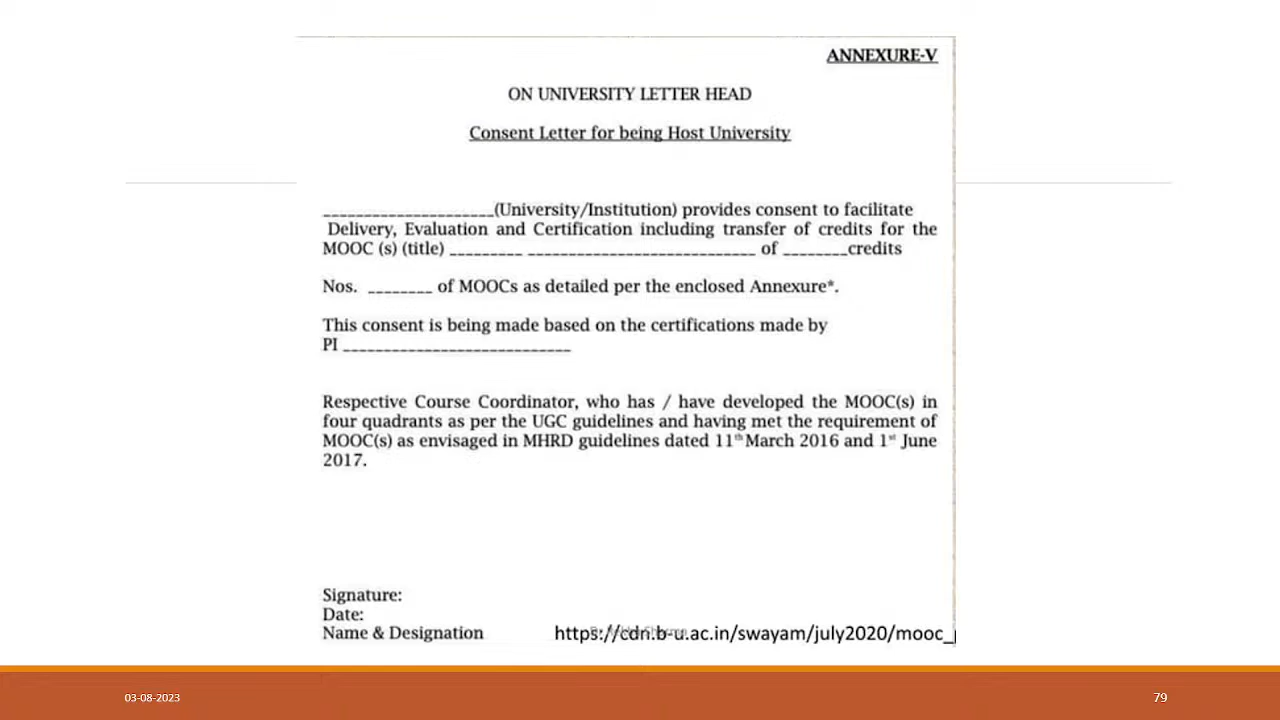 ANNEXURE-V
ON UNIVERSITY LETTER HEAD
Consent Letter for being Host University
_____________________(University/Institution) provides consent to facilitate
Delivery, Evaluation and Certification including transfer of credits for the
MOOC (s) (title) _________ ____________________________ of ________credits
Nos. ________ of MOOCs as detailed per the enclosed Annexure*.
This consent is being made based on the certifications made by
PI ____________________________
Respective Course Coordinator, who has / have developed the MOOC(s) in
four quadrants as per the UGC guidelines and having met the requirement of
MOOC(s) as envisaged in MHRD guidelines dated 11th March 2016 and 1st June
2017.
Signature:
Date:
Name & Designation
https://cdn.b-u.ac.in/swayam/july2020/mooc_
03-08-2023
79